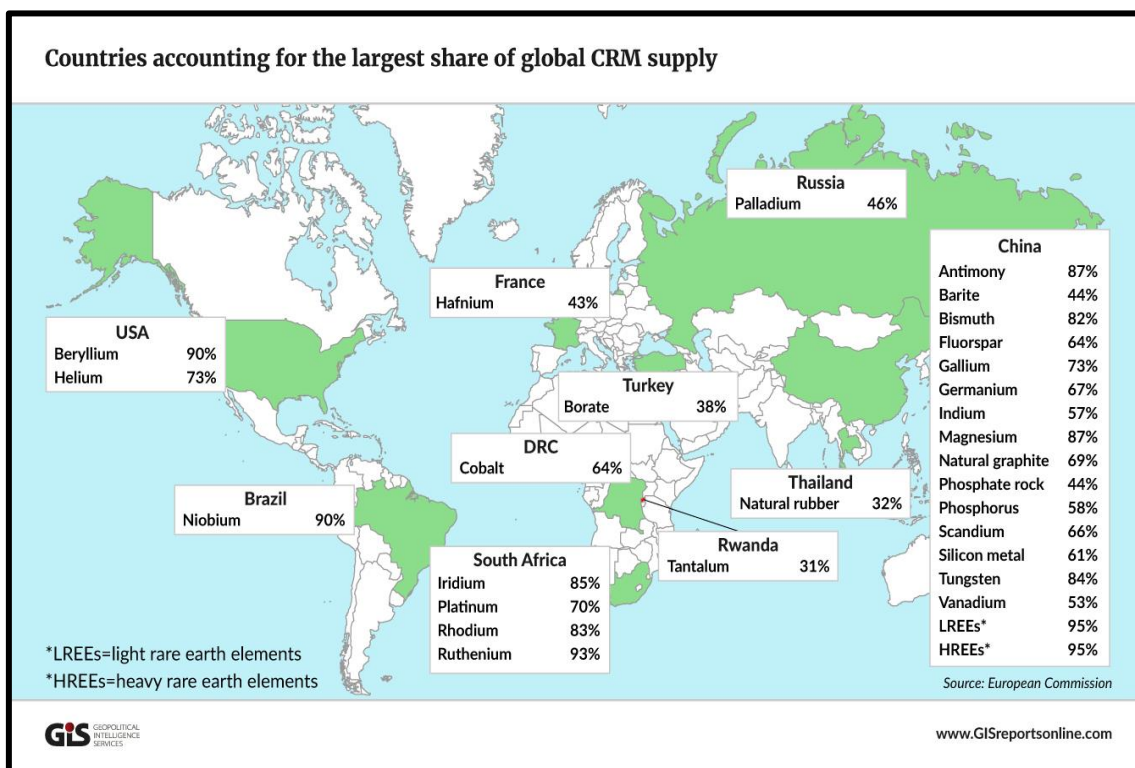 Countries accounting for the largest share of global CRM supply
Russia
Palladium 46%
China
Antimony 87%
Barite 44%
Bismuth 82%
Fluorspar 64%
Gallium 73%
Germanium 67%
Indium 57%
Magnesium 87%
Natural graphite 69%
Phosphate rock 44%
Phosphorus 58%
Scandium 66%
Silicon metal 61%
Tungsten 84%
Vanadium 53%
LREEs* 95%
HREEs* 95%
France
Hafnium 43%
USA
Beryllium 90%
Helium 73%
Turkey
Borate 38%
DRC
Cobalt 64%
Thailand
Natural rubber 32%
Brazil
Niobium 90%
Rwanda
Tantalum 31%
South Africa
Iridium 85%
Platinum 70%
Rhodium 83%
Ruthenium 93%
*LREEs=light rare earth elements
*HREEs=heavy rare earth elements
Source: European Commission
GIS
GEOPOLITICAL
INTELLIGENCE
SERVICES
www.GISreportsonline.com